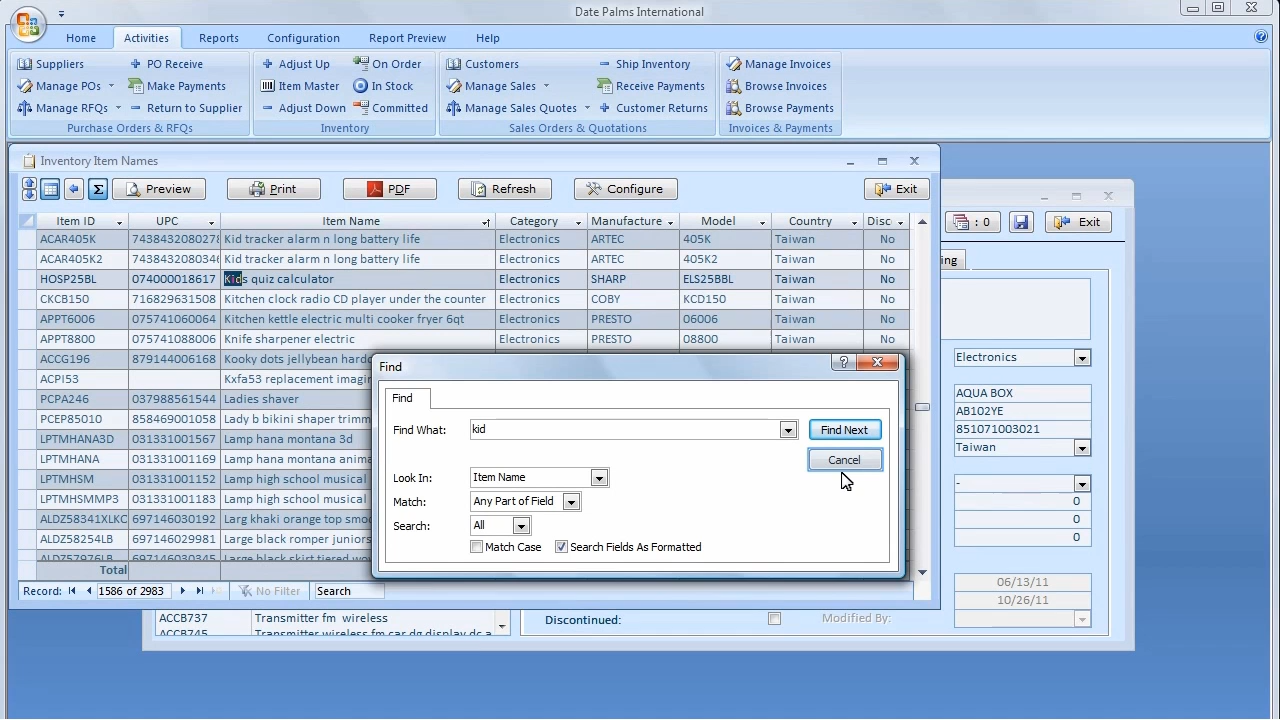 Date Palms International
Home Activities Reports Configuration Report Preview Help
Suppliers PO Receive Adjust Up On Order Customers Ship Inventory Manage Invoices
Manage POs Make Payments Item Master In Stock Manage Sales Receive Payments Browse Invoices
Manage RFQs Return to Supplier Adjust Down Committed Manage Sales Quotes Customer Returns Browse Payments
Purchase Orders & RFQs Inventory Sales Orders & Quotations Invoices & Payments
Inventory Item Names
Preview Print PDF Refresh Configure Exit
: 0 Exit
Item ID UPC Item Name Category Manufacture Model Country Disc
ACAR405K 7438432080278 Kid tracker alarm n long battery life Electronics ARTEC 405K Taiwan No
ACAR405K2 7438432080346 Kid tracker alarm n long battery life Electronics ARTEC 405K2 Taiwan No
ing
HOSP25BL 074000018617 Kids quiz calculator Electronics SHARP ELS25BBL Taiwan No
CKCB150 716829631508 Kitchen clock radio CD player under the counter Electronics COBY KCD150 Taiwan No
APPT6006 075741060064 Kitchen kettle electric multi cooker fryer 6qt Electronics PRESTO 06006 Taiwan No
APPT8800 075741088006 Knife sharpener electric Electronics PRESTO 08800 Taiwan No
ACCG196 879144006168 Kooky dots jellybean hardc
ACPI53 Kxfa53 replacement imagin
PCPA246 037988561544 Ladies shaver
PCEP85010 858469001058 Lady b bikini shaper trimm
LPTMHANA3D 031331001567 Lamp hana montana 3d
LPTMHANA 031331001169 Lamp hana montana anima
LPTMHSM 031331001152 Lamp high school musical
LPTMHSMMP3 031331001183 Lamp high school musical
ALDZ58341XLKC 697146030192 Larg khaki orange top smo
ALDZ58254LB 697146029981 Large black romper juniors
ALDZ57976LB 697146030345 Large black skirt tiered wo
Total
Record: 1586 of 2983 No Filter Search
Find
Find
Find What: kid Find Next
Cancel
Look In: Item Name
Match: Any Part of Field
Search: All
Match Case Search Fields As Formatted
Electronics
AQUA BOX
AB102YE
851071003021
Taiwan
-
0
0
0
06/13/11
10/26/11
ACCB737 Transmitter fm wireless
ACCB745 Transmitter wireless fm car dg display dc a
Discontinued: Modified By: